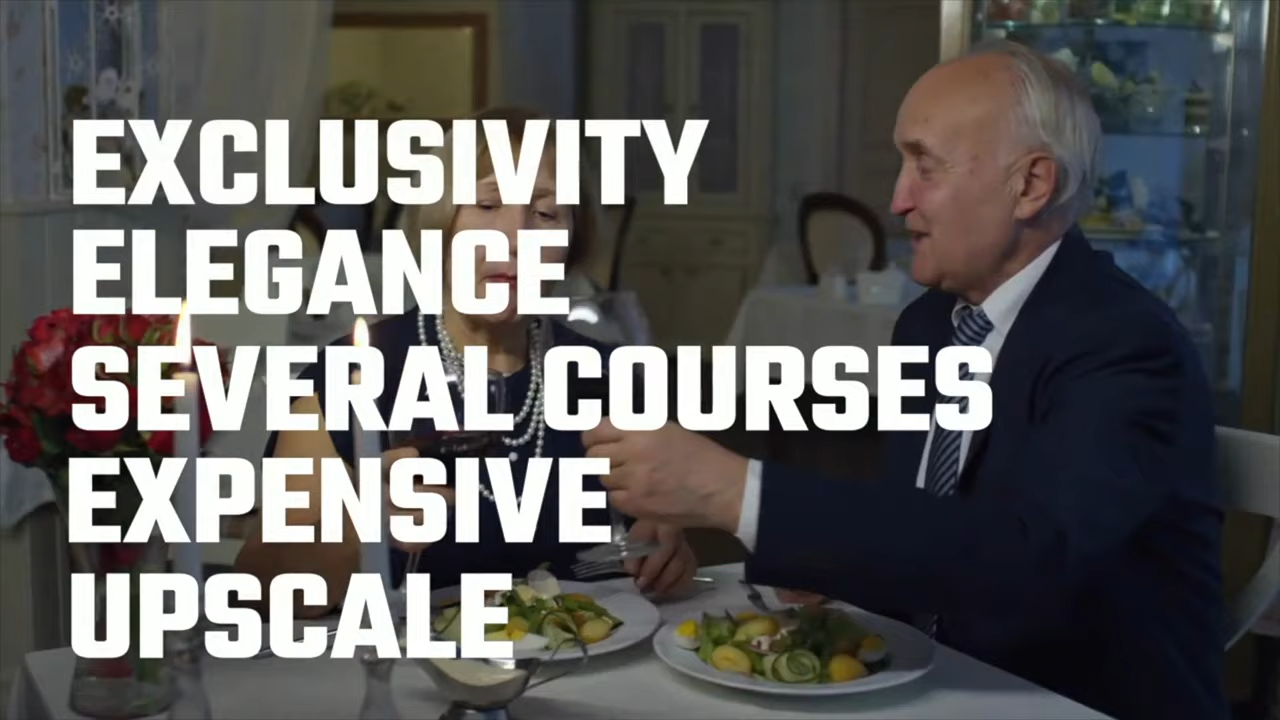 EXCLUSIVITY
ELEGANCE
SEVERAL COURSES
EXPENSIVE
UPSCALE